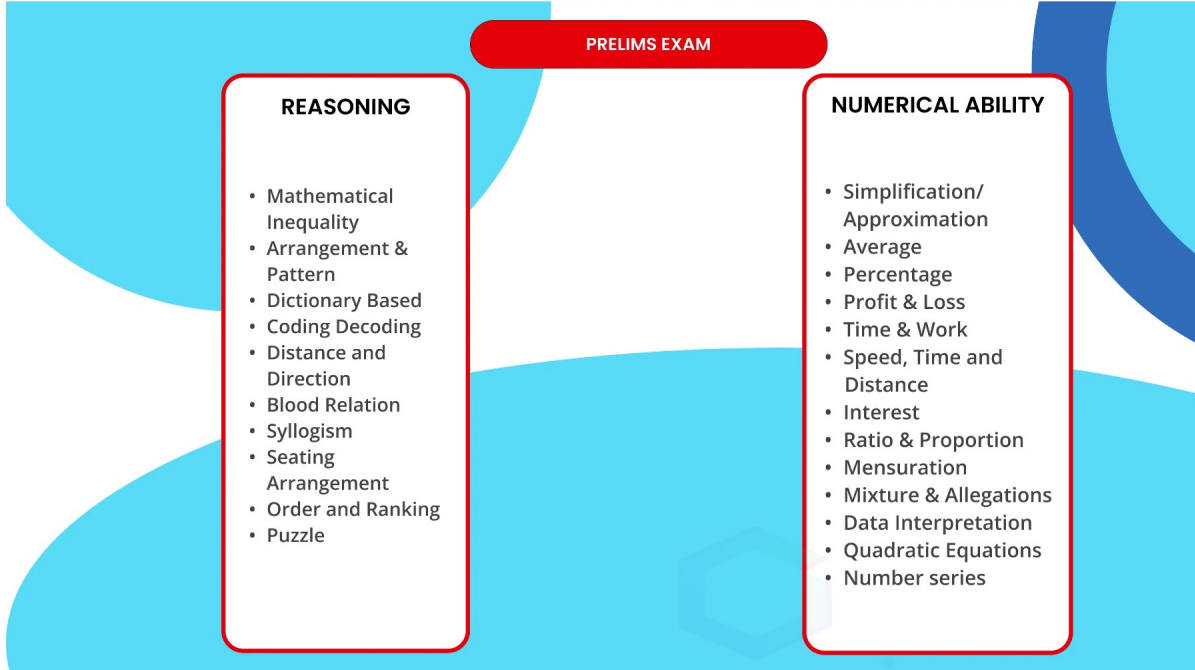 PRELIMS EXAM
REASONING
• Mathematical
Inequality
• Arrangement &
Pattern
• Dictionary Based
• Coding Decoding
• Distance and
Direction
• Blood Relation
• Syllogism
• Seating
Arrangement
• Order and Ranking
• Puzzle
NUMERICAL ABILITY
• Simplification/
Approximation
• Average
• Percentage
• Profit & Loss
• Time & Work
• Speed, Time and
Distance
• Interest
• Ratio & Proportion
• Mensuration
• Mixture & Allegations
• Data Interpretation
• Quadratic Equations
• Number series